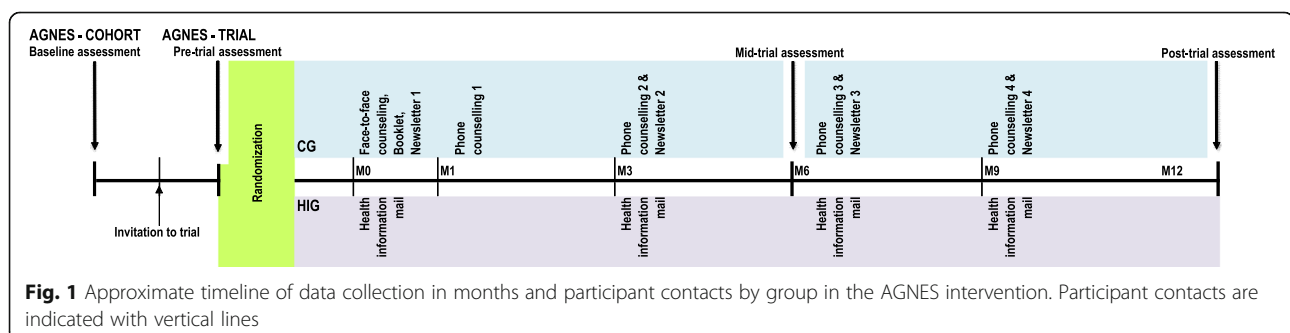 AGNES - COHORT
Baseline assessment
AGNES - TRIAL
Pre-trial assessment
Mid-trial assessment
Post-trial assessment
Invitation to trial
Randomization
CG
Face-to-face
counseling,
Booklet,
Newsletter 1
Phone
counselling 1
Phone
counselling 2 &
Newsletter 2
Phone
counselling 3 &
Newsletter 3
Phone
counselling 4 &
Newsletter 4
M0
M1
M3
M6
M9
M12
HIG
Health
information
mail
Health
information
mail
Health
information
mail
Health
information
mail
Fig. 1 Approximate timeline of data collection in months and participant contacts by group in the AGNES intervention. Participant contacts are
indicated with vertical lines